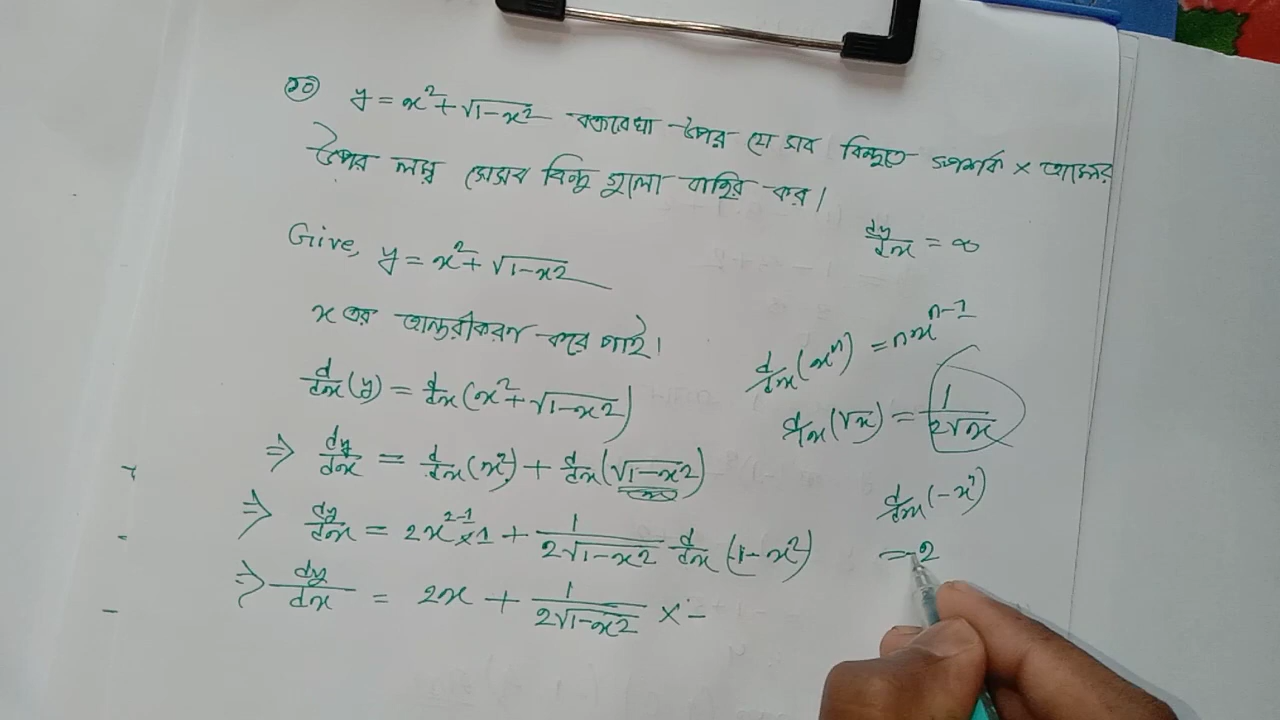 ১০ y = x² + √1-x² বক্ররেখা উপর যে সব বিন্দুতে স্পর্শক x অক্ষের
উপর লম্ব সেসব বিন্দু গুলো বাহির কর।
dy/dx = ∞
Give, y = x² + √1-x²
x এর অন্তরীকরণ করে পাই।
d/dx (xⁿ) = nxⁿ⁻¹
d/dx (y) = d/dx (x² + √1-x²)
d/dx (√x) = 1/2√x
⇒ dy/dx = d/dx (x²) + d/dx (√1-x²)
d/dx (-x²)
⇒ dy/dx = 2x²⁻¹ × 1 + 1/2√1-x² d/dx (1-x²)
= -2
⇒ dy/dx = 2x + 1/2√1-x² × -